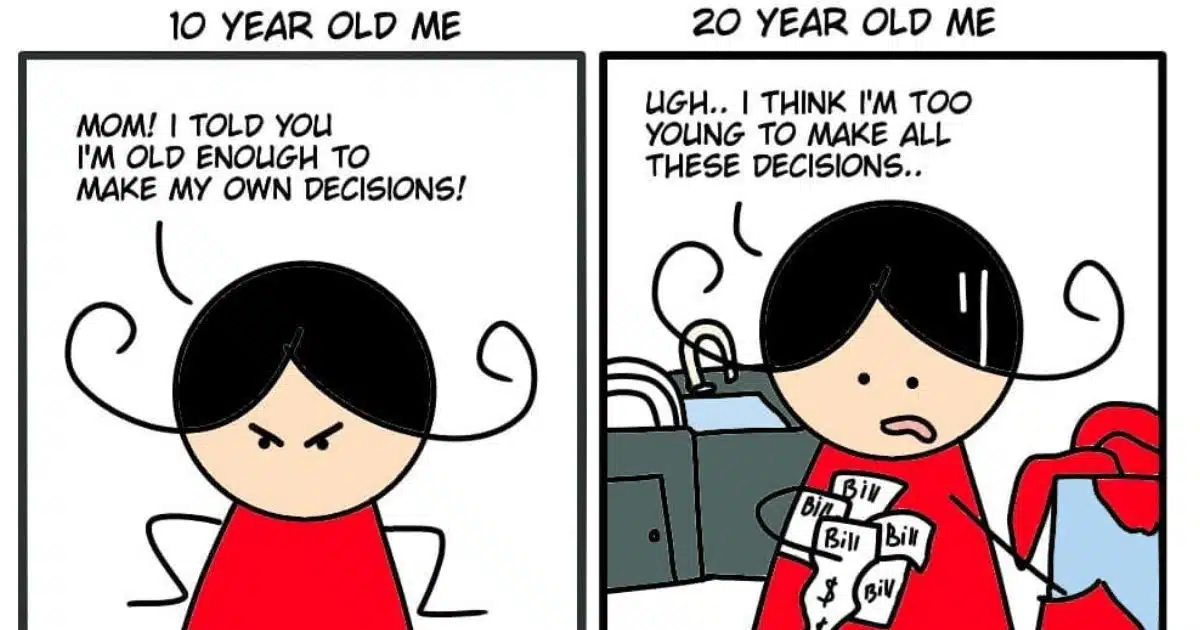 10 YEAR OLD ME
MOM! I TOLD YOU
I'M OLD ENOUGH TO
MAKE MY OWN DECISIONS!
20 YEAR OLD ME
UGH.. I THINK I'M TOO
YOUNG TO MAKE ALL
THESE DECISIONS..
Bill
Bill
Bill
Bill
$
Bill